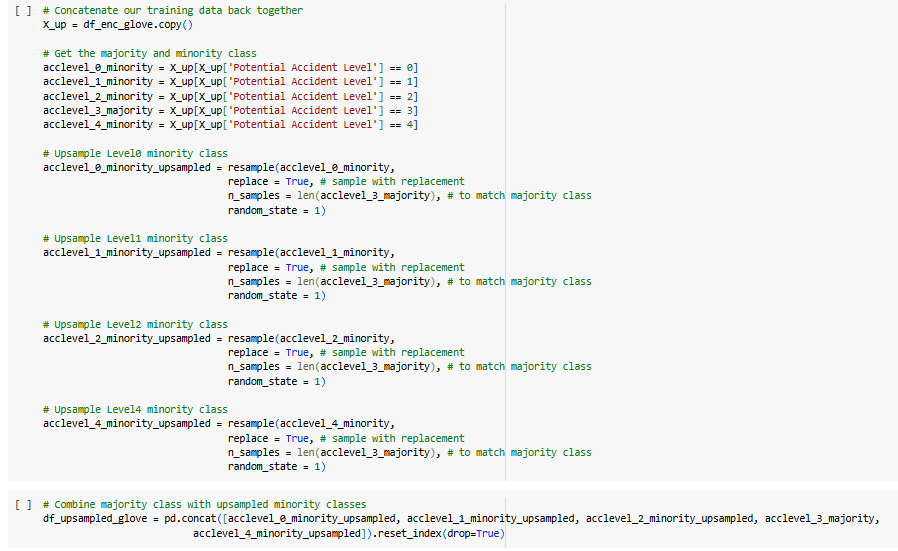 [ ] # Concatenate our training data back together
X_up = df_enc_glove.copy()
# Get the majority and minority class
acclevel_0_minority = X_up[X_up['Potential Accident Level'] == 0]
acclevel_1_minority = X_up[X_up['Potential Accident Level'] == 1]
acclevel_2_minority = X_up[X_up['Potential Accident Level'] == 2]
acclevel_3_majority = X_up[X_up['Potential Accident Level'] == 3]
acclevel_4_minority = X_up[X_up['Potential Accident Level'] == 4]
# Upsample Level0 minority class
acclevel_0_minority_upsampled = resample(acclevel_0_minority,
replace = True, # sample with replacement
n_samples = len(acclevel_3_majority), # to match majority class
random_state = 1)
# Upsample Level1 minority class
acclevel_1_minority_upsampled = resample(acclevel_1_minority,
replace = True, # sample with replacement
n_samples = len(acclevel_3_majority), # to match majority class
random_state = 1)
# Upsample Level2 minority class
acclevel_2_minority_upsampled = resample(acclevel_2_minority,
replace = True, # sample with replacement
n_samples = len(acclevel_3_majority), # to match majority class
random_state = 1)
# Upsample Level4 minority class
acclevel_4_minority_upsampled = resample(acclevel_4_minority,
replace = True, # sample with replacement
n_samples = len(acclevel_3_majority), # to match majority class
random_state = 1)
[ ] # Combine majority class with upsampled minority classes
df_upsampled_glove = pd.concat([acclevel_0_minority_upsampled, acclevel_1_minority_upsampled, acclevel_2_minority_upsampled, acclevel_3_majority,
acclevel_4_minority_upsampled]).reset_index(drop=True)